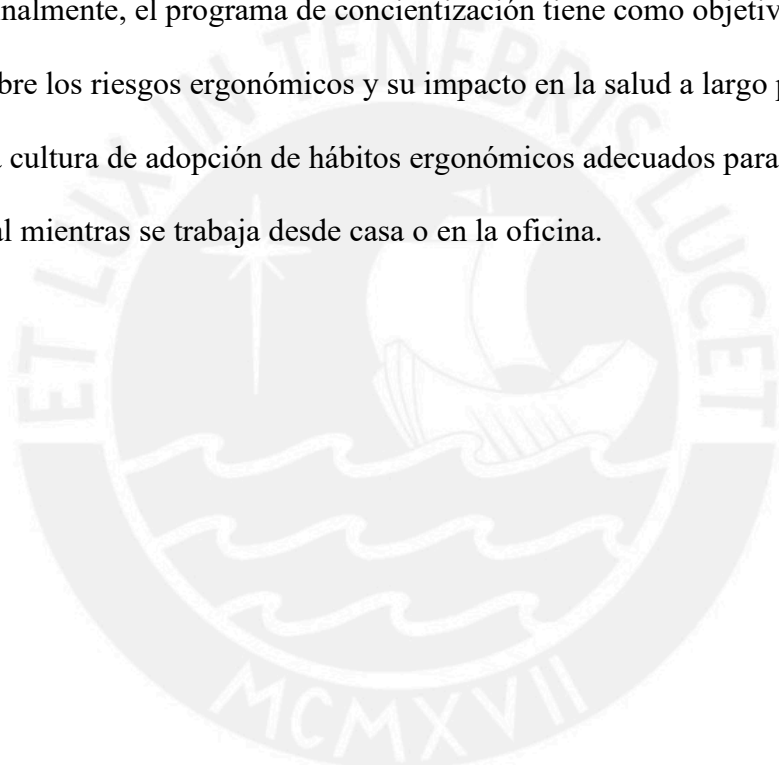 nalmente, el programa de concientización tiene como objetiv
bre los riesgos ergonómicos y su impacto en la salud a largo p
a cultura de adopción de hábitos ergonómicos adecuados para
al mientras se trabaja desde casa o en la oficina.
ET LUX IN TENEBRIS LUCET
MCMXVII